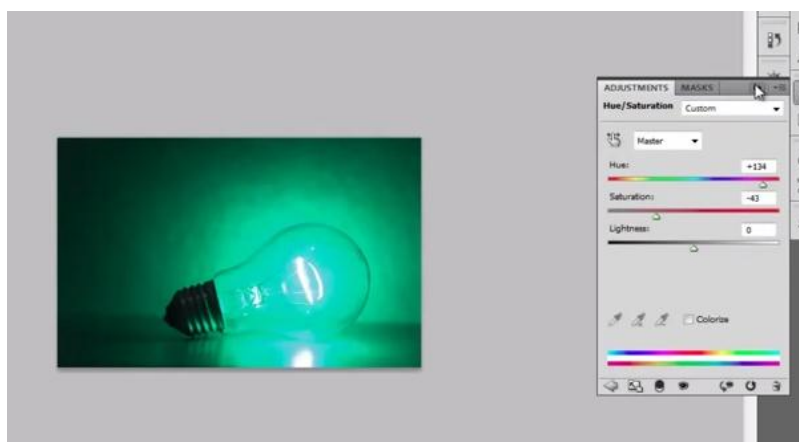 ADJUSTMENTS MASKS
Hue/Saturation Custom
Master
Hue: +134
Saturation: -43
Lightness: 0
Colorize